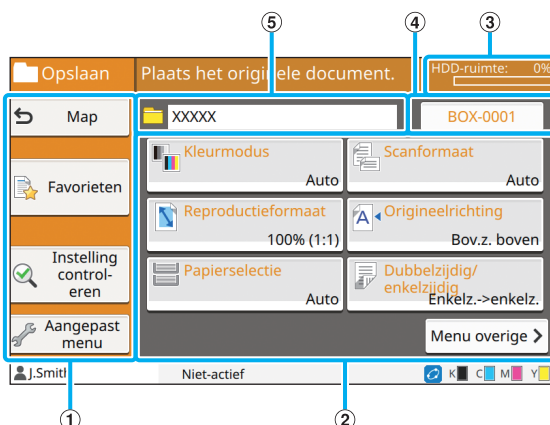 ⑤ ④ ③
Opslaan
Plaats het originele document.
HDD-ruimte: 0%
Map
XXXXX
BOX-0001
Kleurmodus
Auto
Scanformaat
Auto
Favorieten
Reproductieformaat
100% (1:1)
Origineelrichting
Bov.z. boven
Instelling
control-
eren
Papierselectie
Auto
Dubbelzijdig/
enkelzijdig
Enkelz.->enkelz.
Aangepast
menu
Menu overige
J.Smith
Niet-actief
K C M Y
① ②